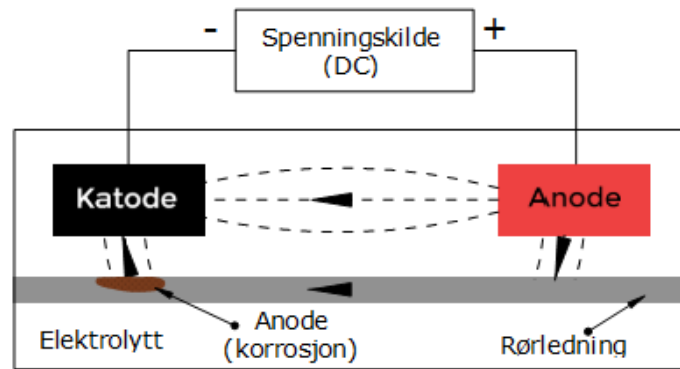 - Spenningskilde +
(DC)
Katode
Anode
Elektrolytt
Anode
(korrosjon)
Rørledning